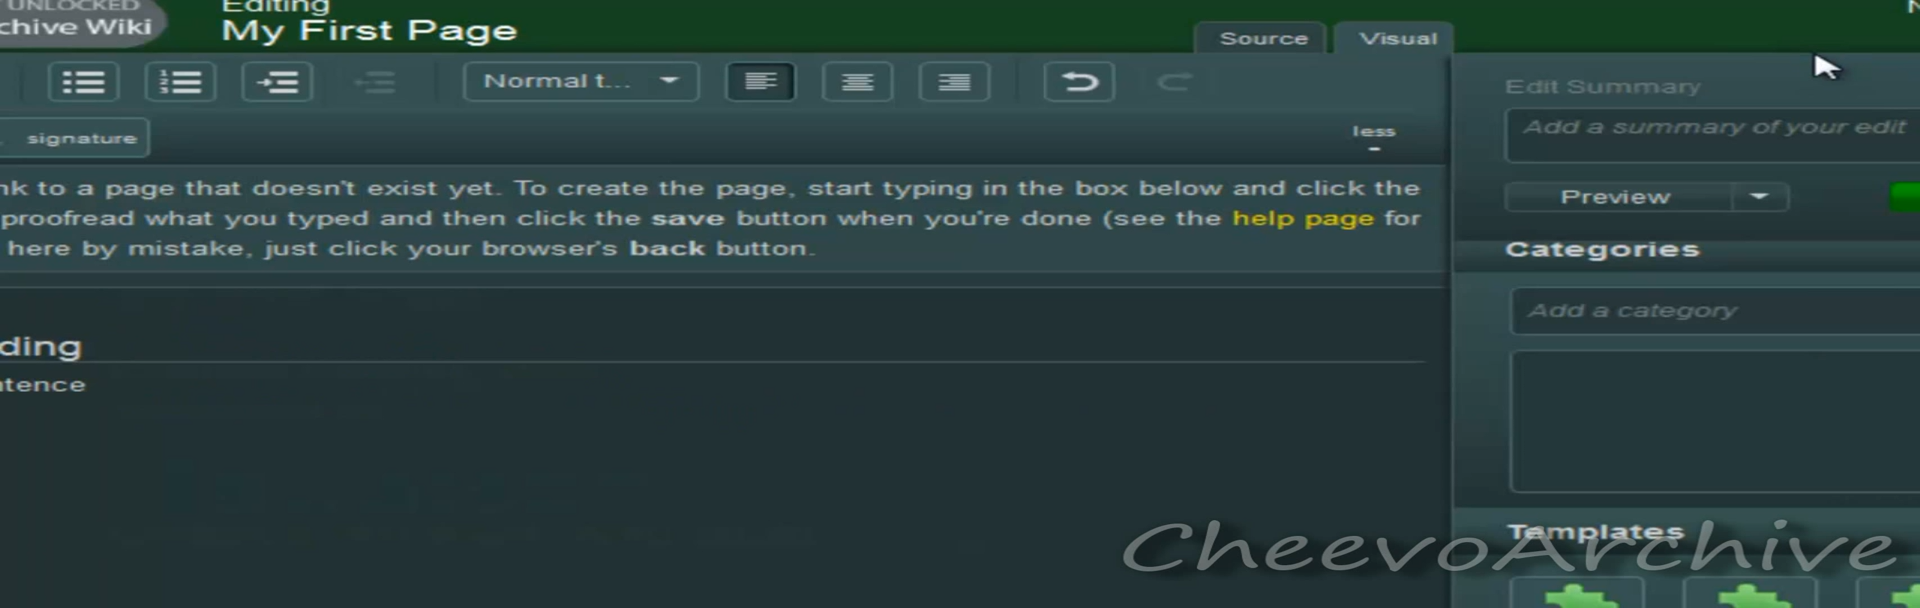 UNLOCKED
chive Wiki
Editing
My First Page
Source
Visual
Normal t...
signature
less
nk to a page that doesn't exist yet. To create the page, start typing in the box below and click the
proofread what you typed and then click the save button when you're done (see the help page for
here by mistake, just click your browser's back button.
ding
ntence
Edit Summary
Add a summary of your edit
Preview
Categories
Add a category
Templates
CheevoArchive